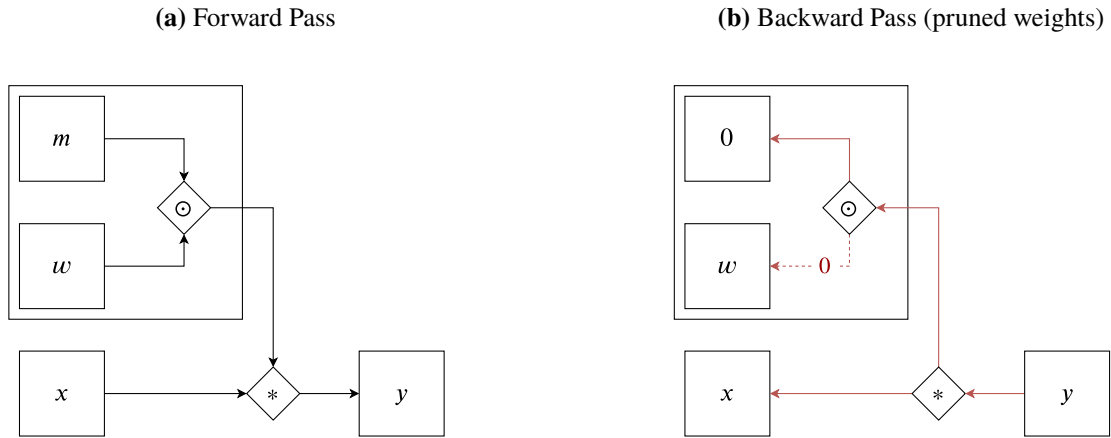 (a) Forward Pass
m
⊙
w
x
*
y
(b) Backward Pass (pruned weights)
0
⊙
w
0
x
*
y